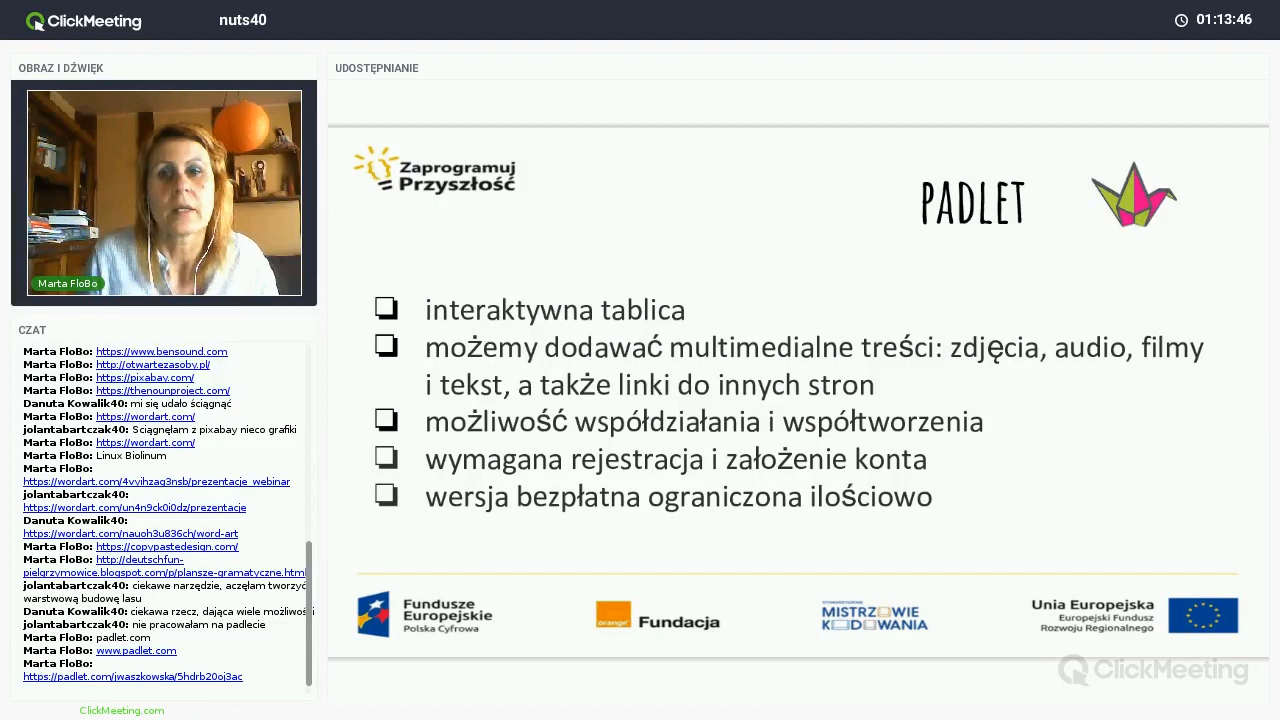 ClickMeeting
nuts40
01:13:46
OBRAZ I DŹWIĘK
Marta FloBo
CZAT
Marta FloBo: https://www.bensound.com
Marta FloBo: http://otwartezasoby.pl/
Marta FloBo: https://pixabay.com/
Marta FloBo: https://thenounproject.com/
Danuta Kowalik40: mi się udało ściągnąć
Marta FloBo: https://wordart.com/
jolantabartczak40: Sciągnęłam z pixabay nieco grafiki
Marta FloBo: https://wordart.com/
Marta FloBo: Linux Biolinum
Marta FloBo:
https://wordart.com/4vyihzag3nsb/prezentacje_webinar
jolantabartczak40:
https://wordart.com/un4n9ck0i0dz/prezentacje
Danuta Kowalik40:
https://wordart.com/nauoh3u836ch/word-art
Marta FloBo: https://copypastedesign.com/
Marta FloBo: http://deutschfun-
pielgrzymowice.blogspot.com/p/plansze-gramatyczne.html
jolantabartczak40: ciekawe narzędzie, aczęłam tworzyć
warstwową budowę lasu
Danuta Kowalik40: ciekawa rzecz, dająca wiele możliwości
jolantabartczak40: nie pracowałam na padlecie
Marta FloBo: padlet.com
Marta FloBo: www.padlet.com
Marta FloBo:
https://padlet.com/jwaszkowska/5hdrb20oj3ac
ClickMeeting.com
UDOSTĘPNIANIE
Zaprogramuj
Przyszłość
PADLET
❏ interaktywna tablica
❏ możemy dodawać multimedialne treści: zdjęcia, audio, filmy
i tekst, a także linki do innych stron
❏ możliwość współdziałania i współtworzenia
❏ wymagana rejestracja i założenie konta
❏ wersja bezpłatna ograniczona ilościowo
Fundusze
Europejskie
Polska Cyfrowa
orange
Fundacja
STOWARZYSZENIE
MISTRZOWIE
KODOWANIA
Unia Europejska
Europejski Fundusz
Rozwoju Regionalnego
ClickMeeting